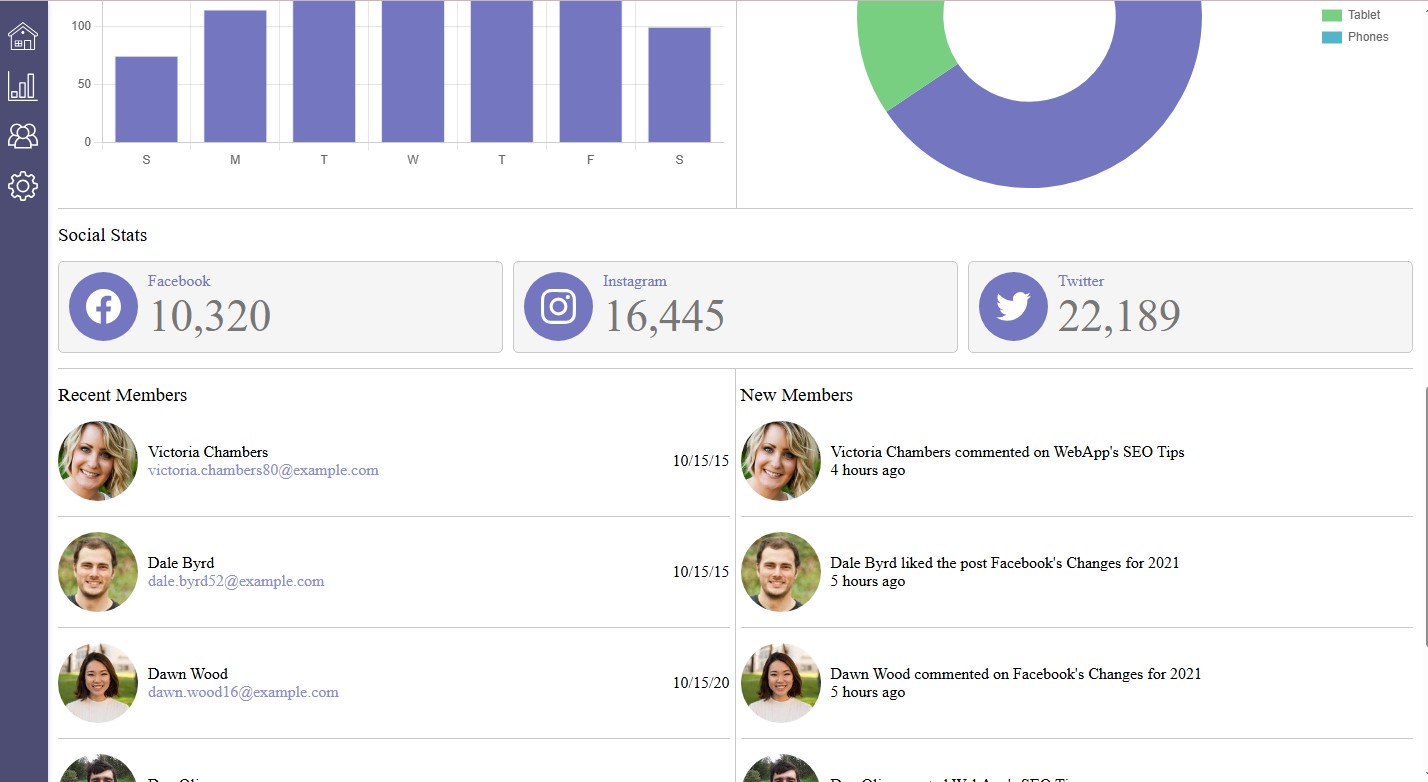 100
50
0
S M T W T F S
Tablet
Phones
Social Stats
Facebook
10,320
Instagram
16,445
Twitter
22,189
Recent Members
Victoria Chambers
victoria.chambers80@example.com
10/15/15
Dale Byrd
dale.byrd52@example.com
10/15/15
Dawn Wood
dawn.wood16@example.com
10/15/20
New Members
Victoria Chambers commented on WebApp's SEO Tips
4 hours ago
Dale Byrd liked the post Facebook's Changes for 2021
5 hours ago
Dawn Wood commented on Facebook's Changes for 2021
5 hours ago